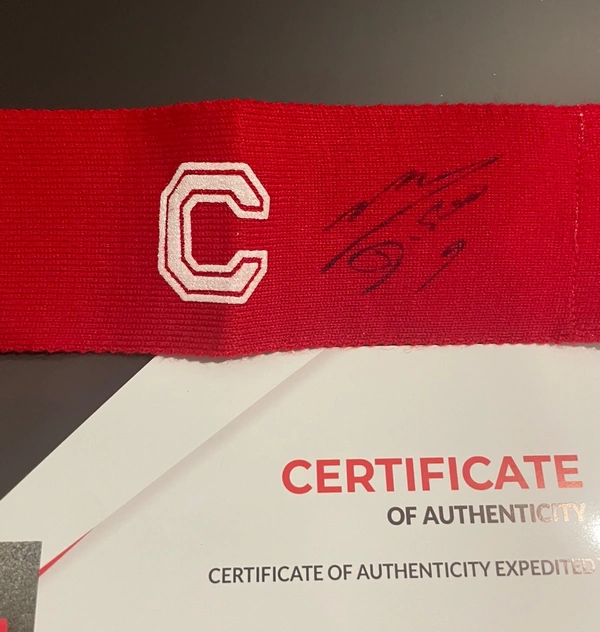 C
CERTIFICATE
OF AUTHENTICITY
CERTIFICATE OF AUTHENTICITY EXPEDITED